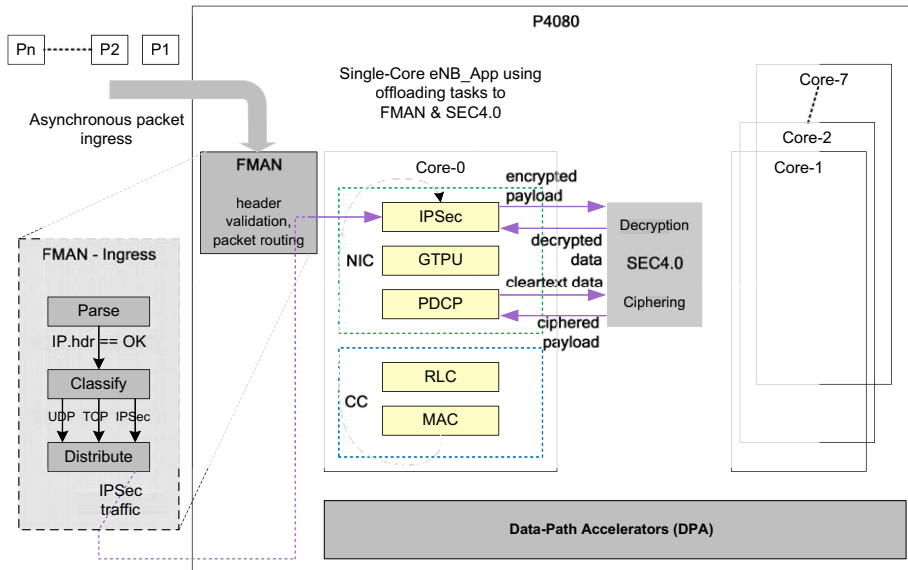 P4080
Pn
P2
P1
Asynchronous packet
ingress
Single-Core eNB_App using
offloading tasks to
FMAN & SEC4.0
FMAN
header
validation,
packet routing
Core-0
NIC
IPSec
GTPU
PDCP
encrypted
payload
decrypted
data
cleartext data
ciphered
payload
Decryption
SEC4.0
Ciphering
CC
RLC
MAC
Core-7
Core-2
Core-1
FMAN - Ingress
Parse
IP.hdr == OK
Classify
UDP TCP IPSec
Distribute
IPSec
traffic
Data-Path Accelerators (DPA)